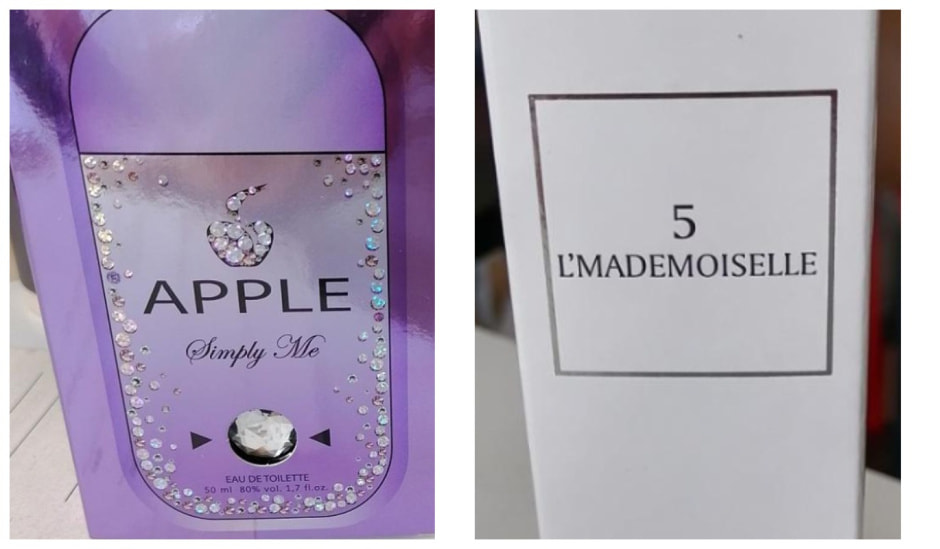 APPLE
Simply Me
EAU DE TOILETTE
50 ml 80% vol. 1,7 fl.oz.
5
L'MADEMOISELLE